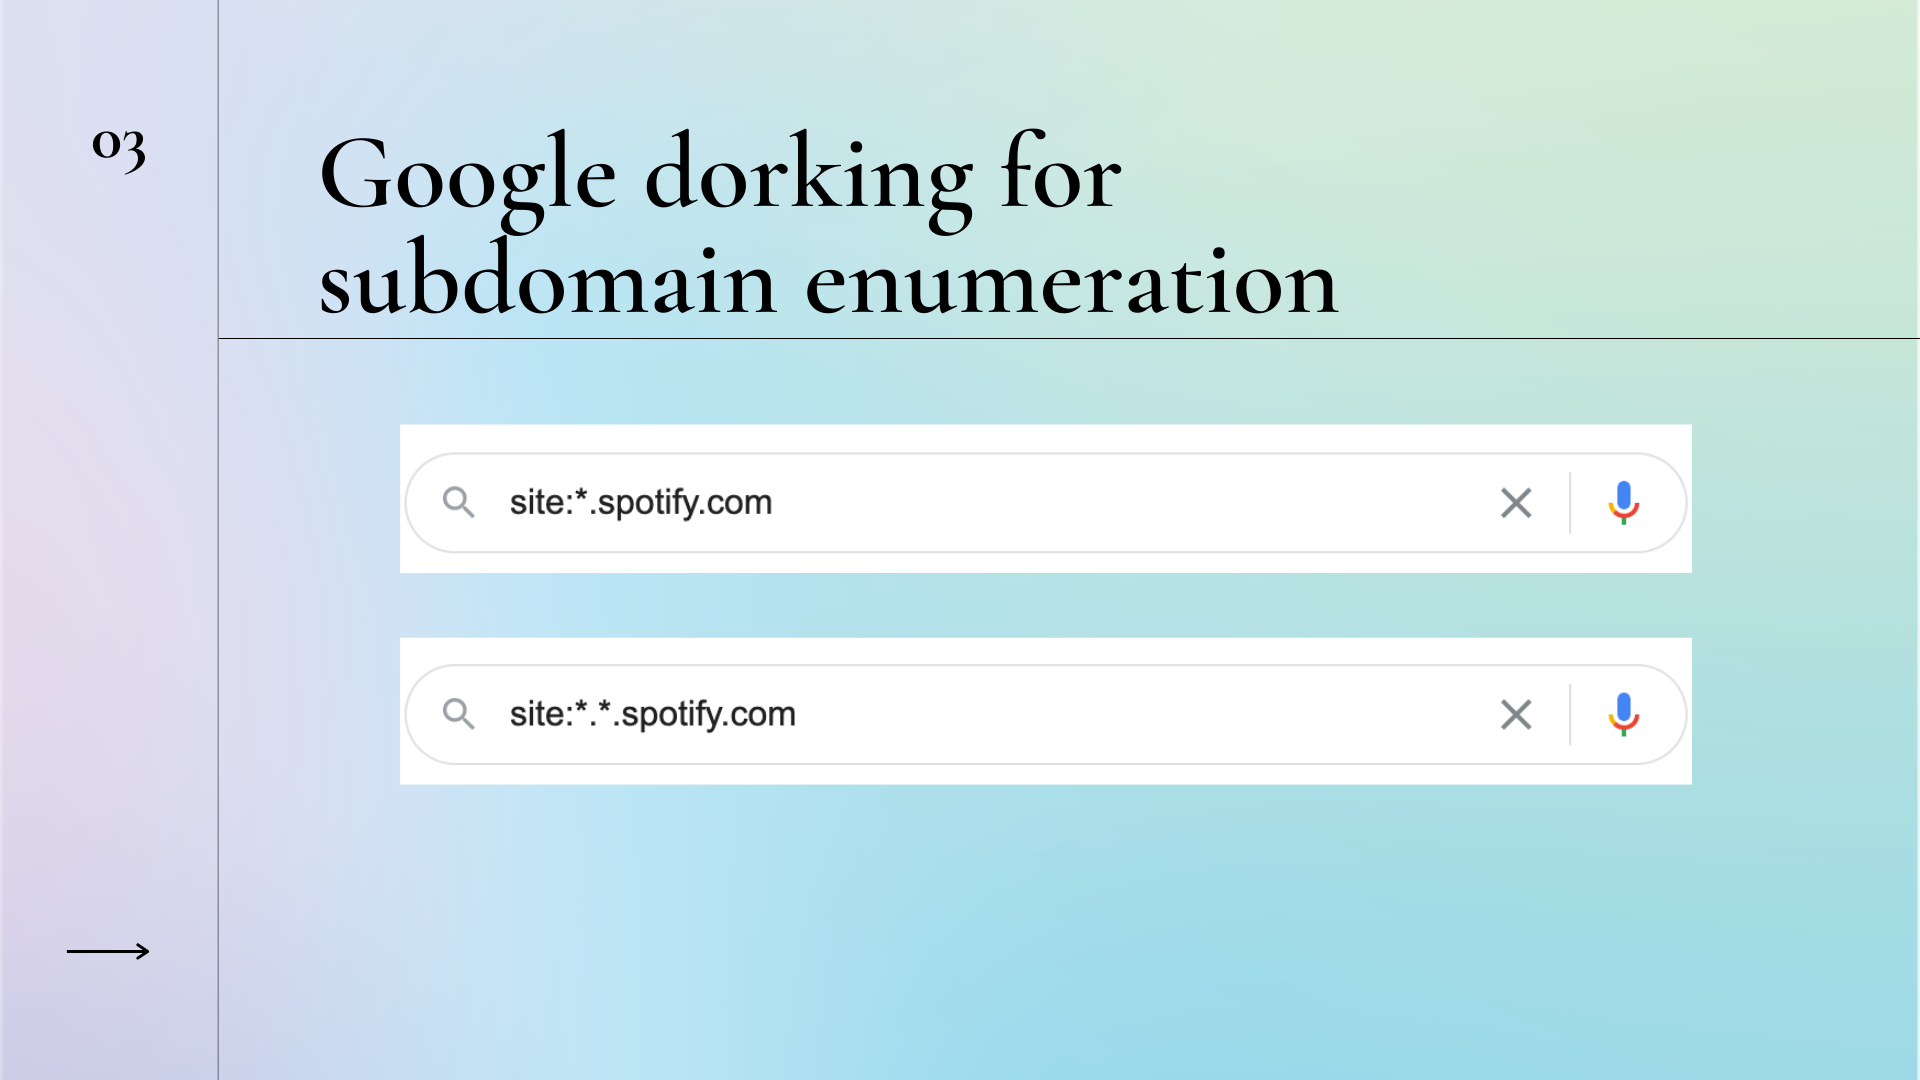 03
Google dorking for
subdomain enumeration
site:*.spotify.com
site:*.*.spotify.com